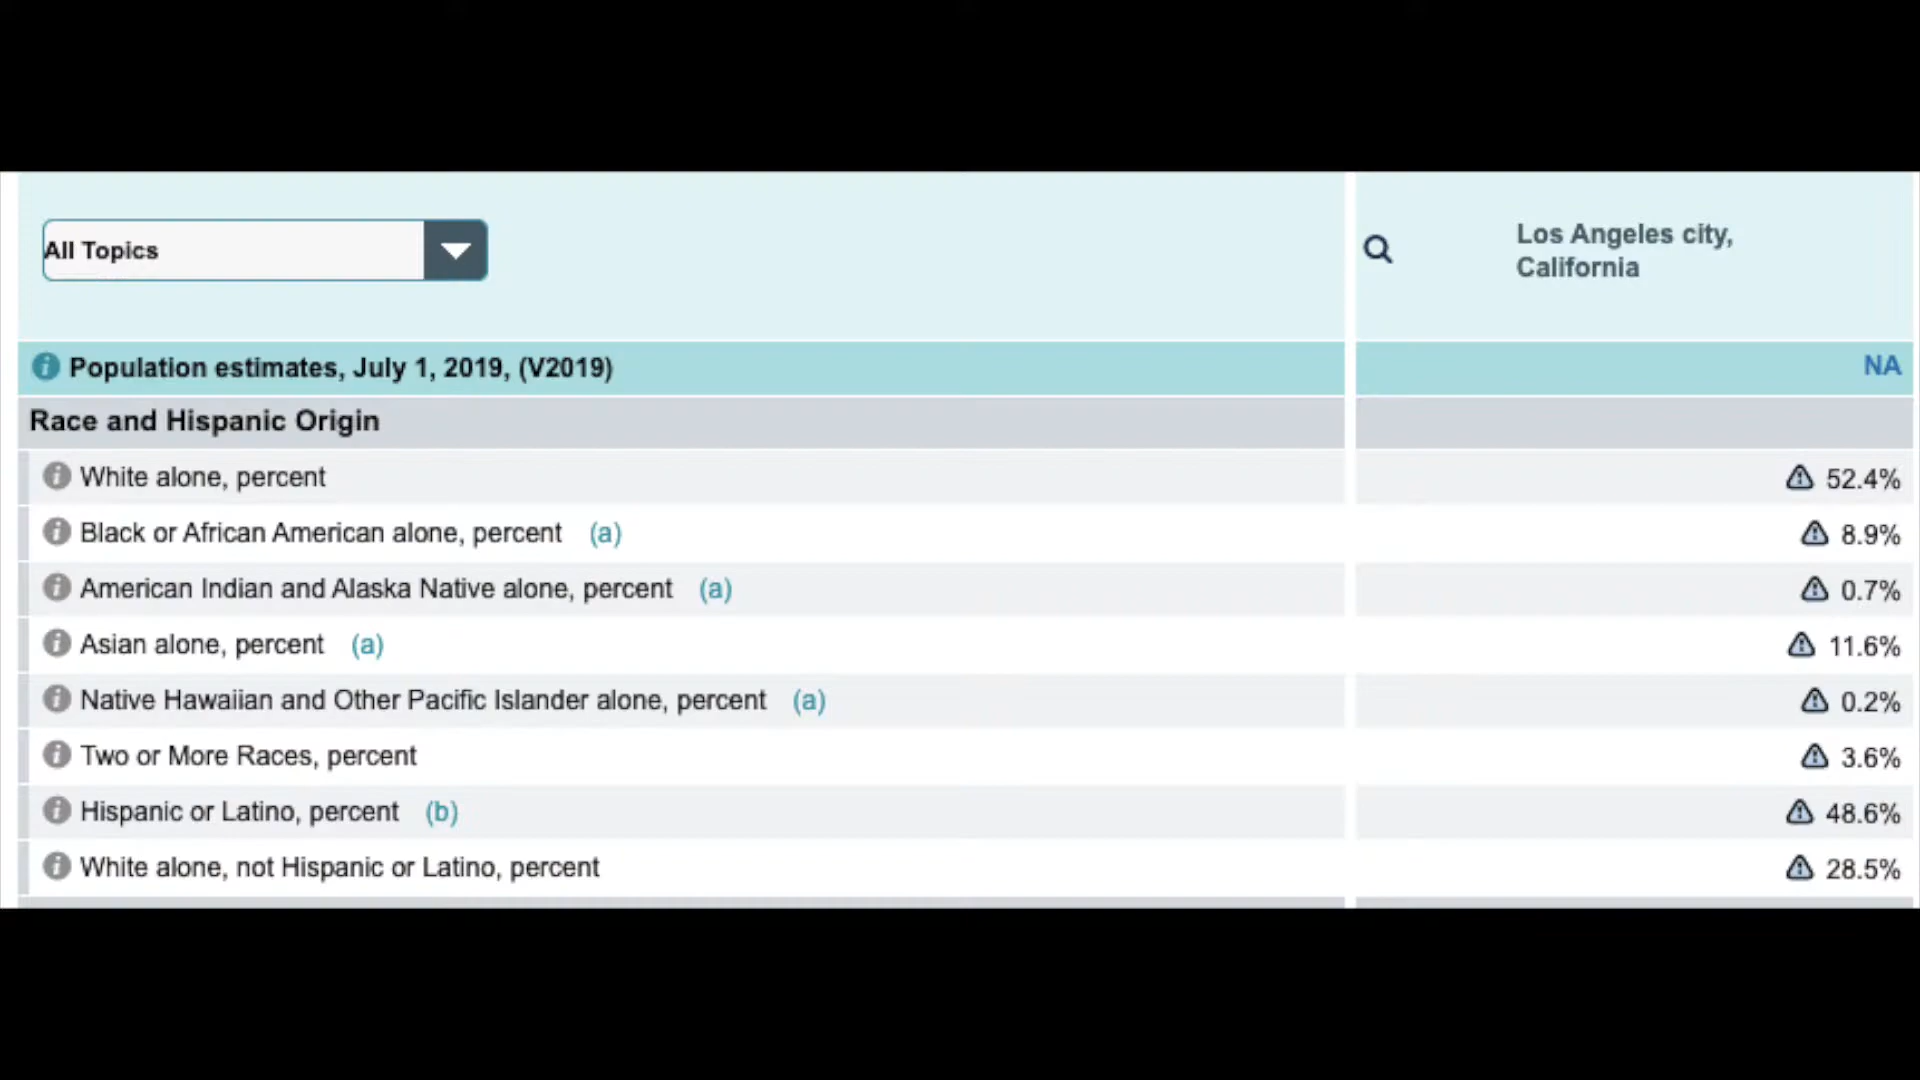 All Topics
Los Angeles city,
California
Population estimates, July 1, 2019, (V2019) NA
Race and Hispanic Origin
White alone, percent 52.4%
Black or African American alone, percent (a) 8.9%
American Indian and Alaska Native alone, percent (a) 0.7%
Asian alone, percent (a) 11.6%
Native Hawaiian and Other Pacific Islander alone, percent (a) 0.2%
Two or More Races, percent 3.6%
Hispanic or Latino, percent (b) 48.6%
White alone, not Hispanic or Latino, percent 28.5%